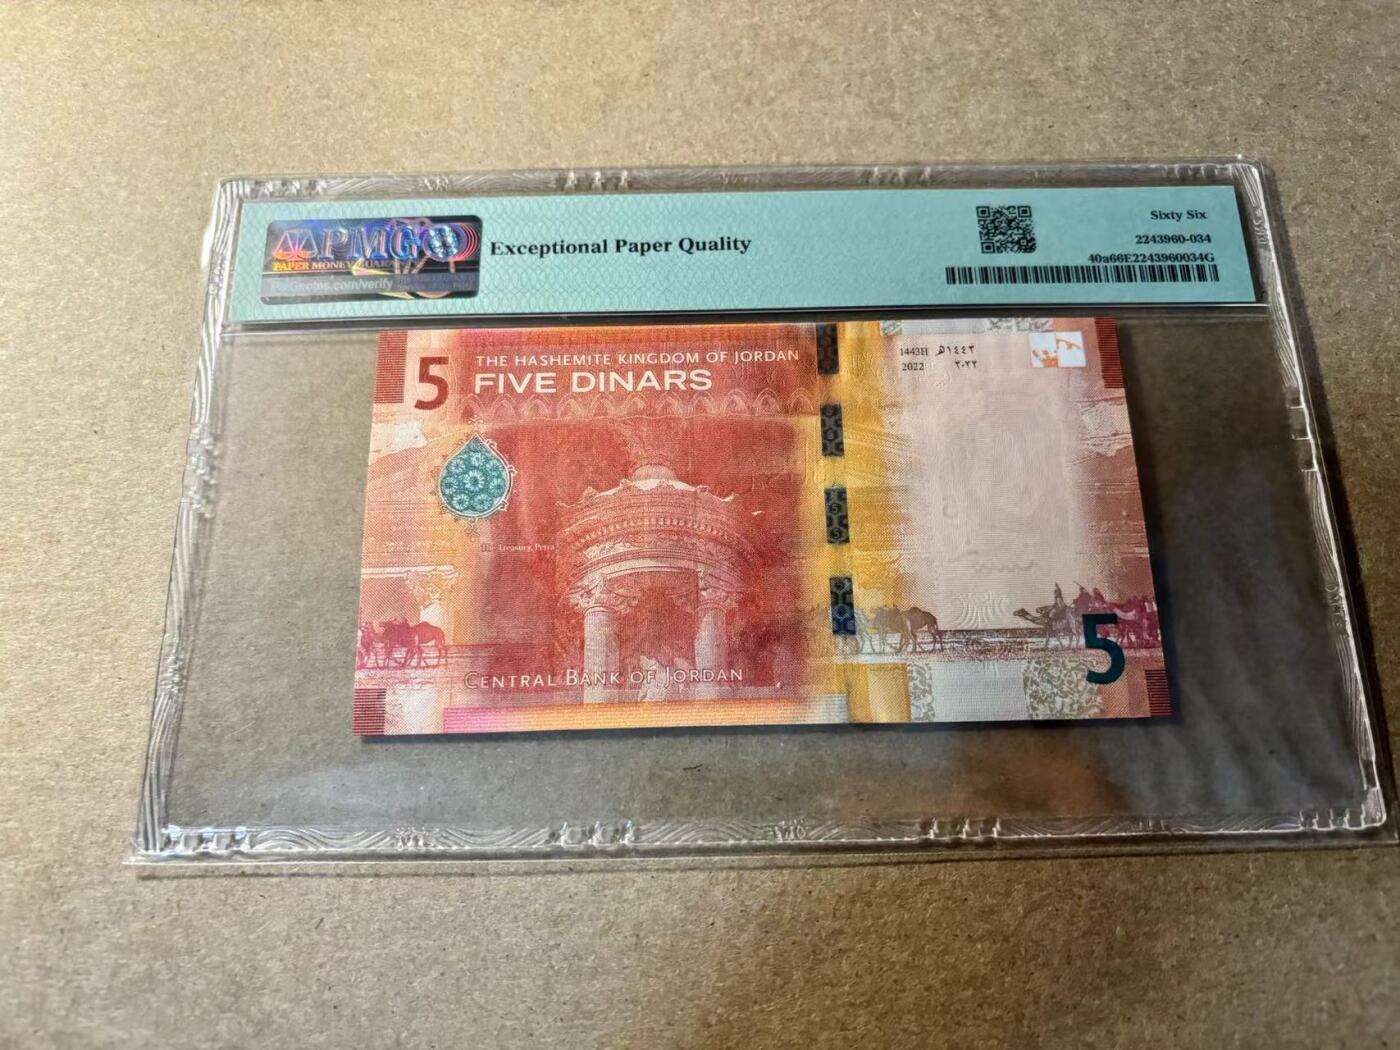 PMG
PAPER MONEY GUARANTY
PMGnotes.com/verify
Exceptional Paper Quality
Sixty Six
2243960-034
40a66E2243960034G
5
THE HASHEMITE KINGDOM OF JORDAN
FIVE DINARS
1443H ١٤٤٣هـ
2022 ٢٠٢٢
The Treasury, Petra
CENTRAL BANK OF JORDAN
5